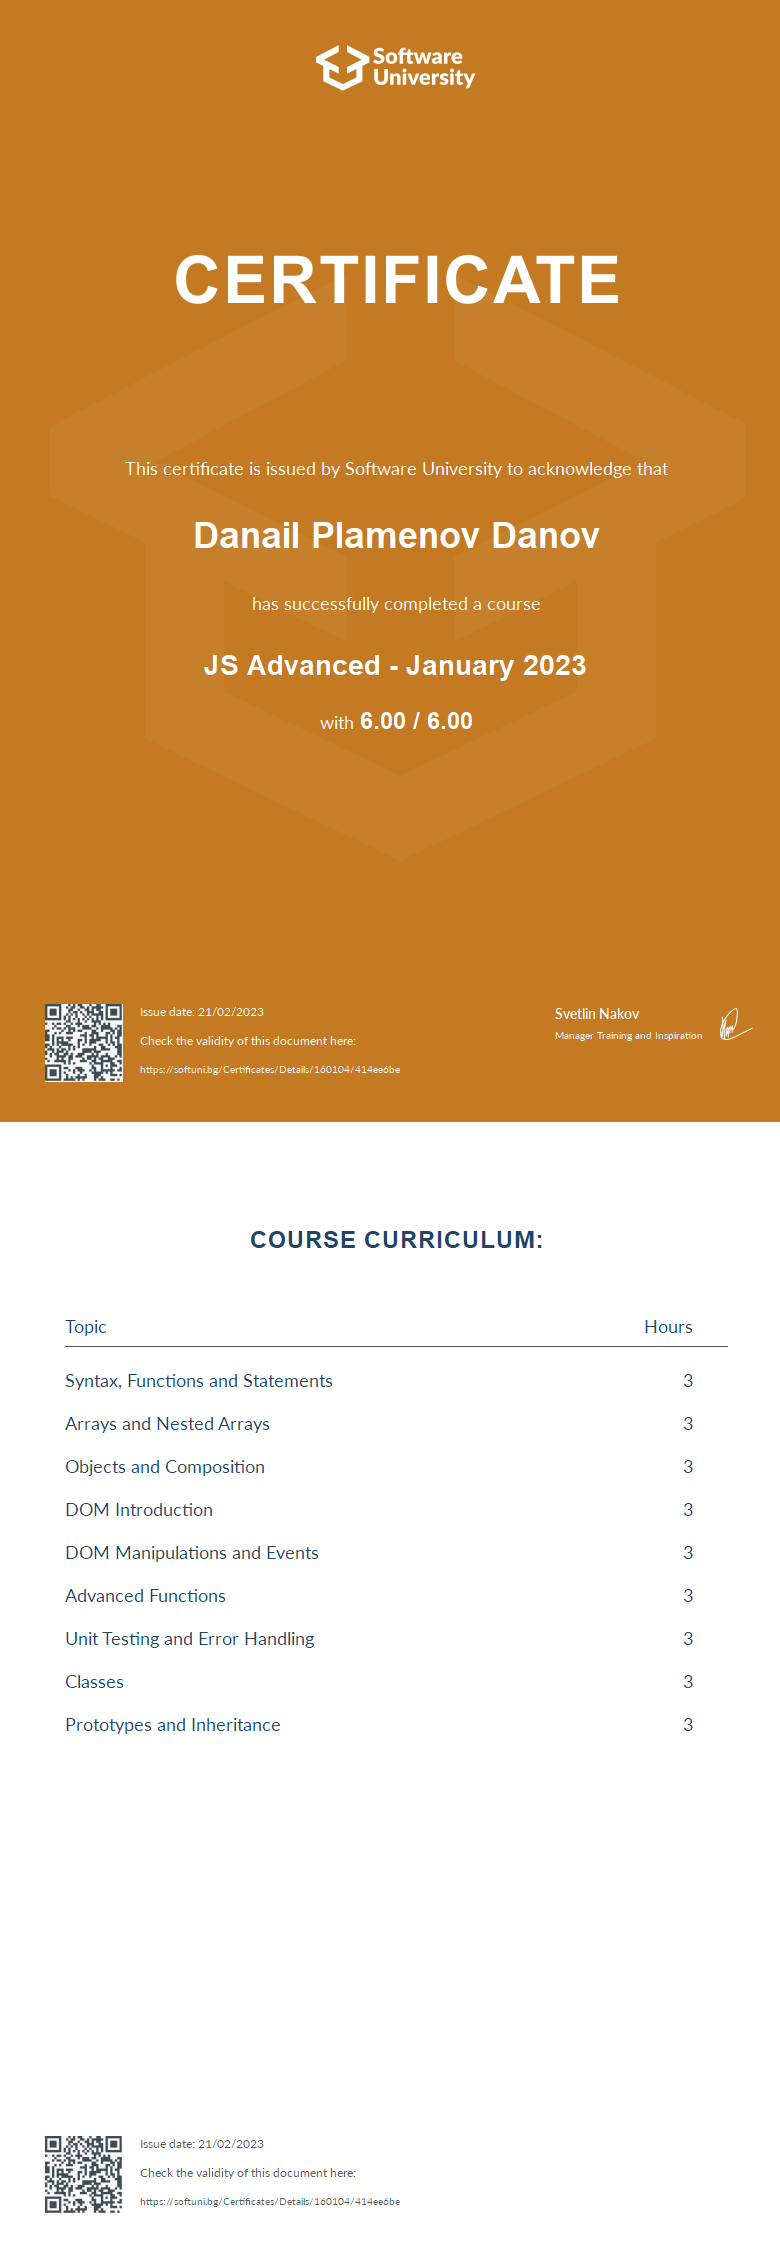 Software
University
CERTIFICATE
This certificate is issued by Software University to acknowledge that
Danail Plamenov Danov
has successfully completed a course
JS Advanced - January 2023
with 6.00 / 6.00
Issue date: 21/02/2023
Check the validity of this document here:
https://softuni.bg/Certificates/Details/160104/414ee6be
Svetlin Nakov
Manager Training and Inspiration
COURSE CURRICULUM:
Topic Hours
Syntax, Functions and Statements 3
Arrays and Nested Arrays 3
Objects and Composition 3
DOM Introduction 3
DOM Manipulations and Events 3
Advanced Functions 3
Unit Testing and Error Handling 3
Classes 3
Prototypes and Inheritance 3
Issue date: 21/02/2023
Check the validity of this document here:
https://softuni.bg/Certificates/Details/160104/414ee6be